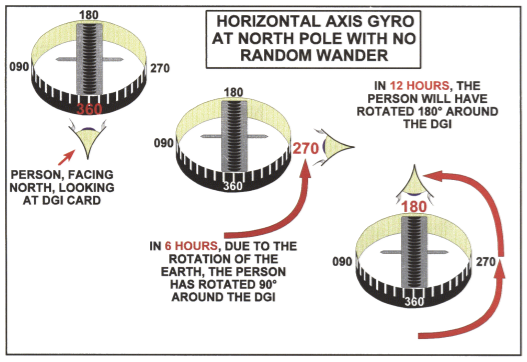 HORIZONTAL AXIS GYRO
AT NORTH POLE WITH NO
RANDOM WANDER
180
090
270
360
PERSON, FACING
NORTH, LOOKING
AT DGI CARD
180
090
270
360
IN 6 HOURS, DUE TO THE
ROTATION OF THE
EARTH, THE PERSON
HAS ROTATED 90°
AROUND THE DGI
IN 12 HOURS, THE
PERSON WILL HAVE
ROTATED 180° AROUND
THE DGI
180
090
270
360